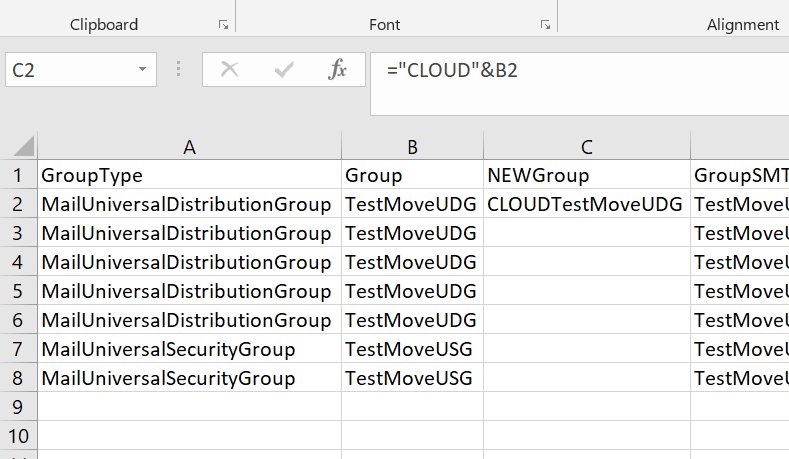 Clipboard Font Alignment
C2 fx ="CLOUD"&B2
A B C
1 GroupType Group NEWGroup GroupSMT
2 MailUniversalDistributionGroup TestMoveUDG CLOUDTestMoveUDG TestMoveU
3 MailUniversalDistributionGroup TestMoveUDG TestMoveU
4 MailUniversalDistributionGroup TestMoveUDG TestMoveU
5 MailUniversalDistributionGroup TestMoveUDG TestMoveU
6 MailUniversalDistributionGroup TestMoveUDG TestMoveU
7 MailUniversalSecurityGroup TestMoveUSG TestMoveU
8 MailUniversalSecurityGroup TestMoveUSG TestMoveU
9
10